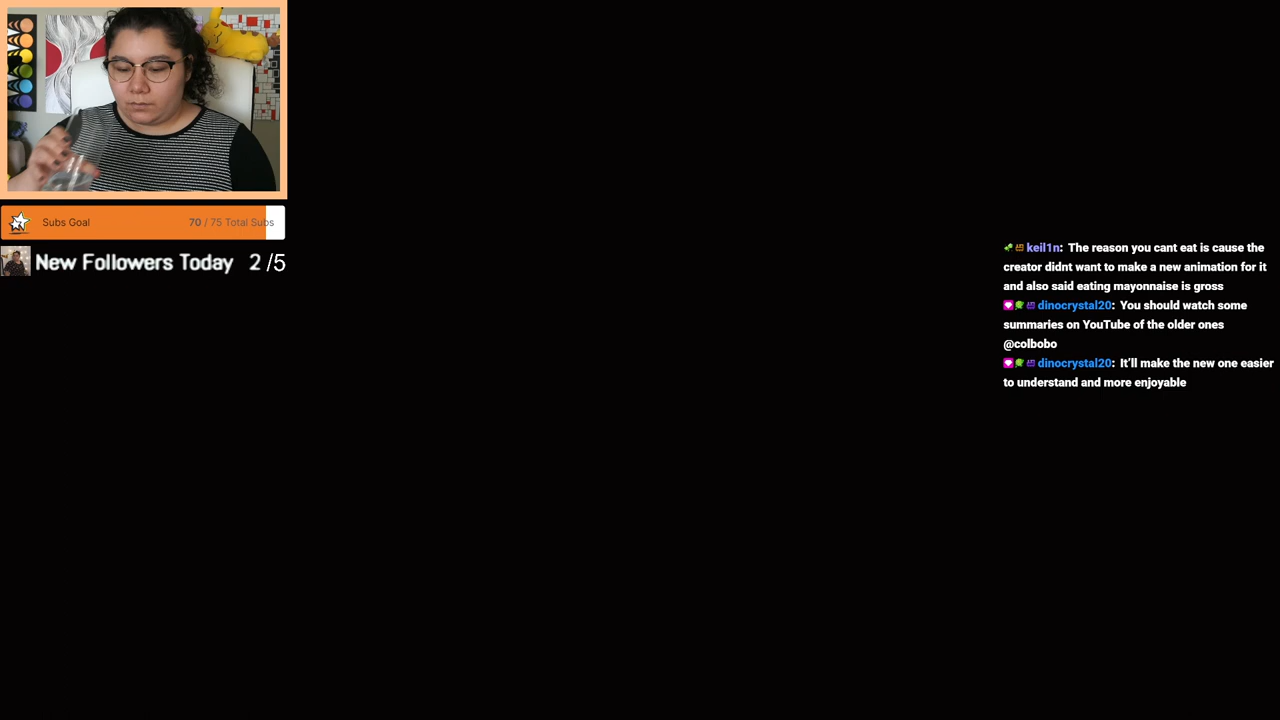 Subs Goal 70 / 75 Total Subs
New Followers Today 2 /5
keil1n: The reason you cant eat is cause the
creator didnt want to make a new animation for it
and also said eating mayonnaise is gross
dinocrystal20: You should watch some
summaries on YouTube of the older ones
@colbobo
dinocrystal20: It’ll make the new one easier
to understand and more enjoyable